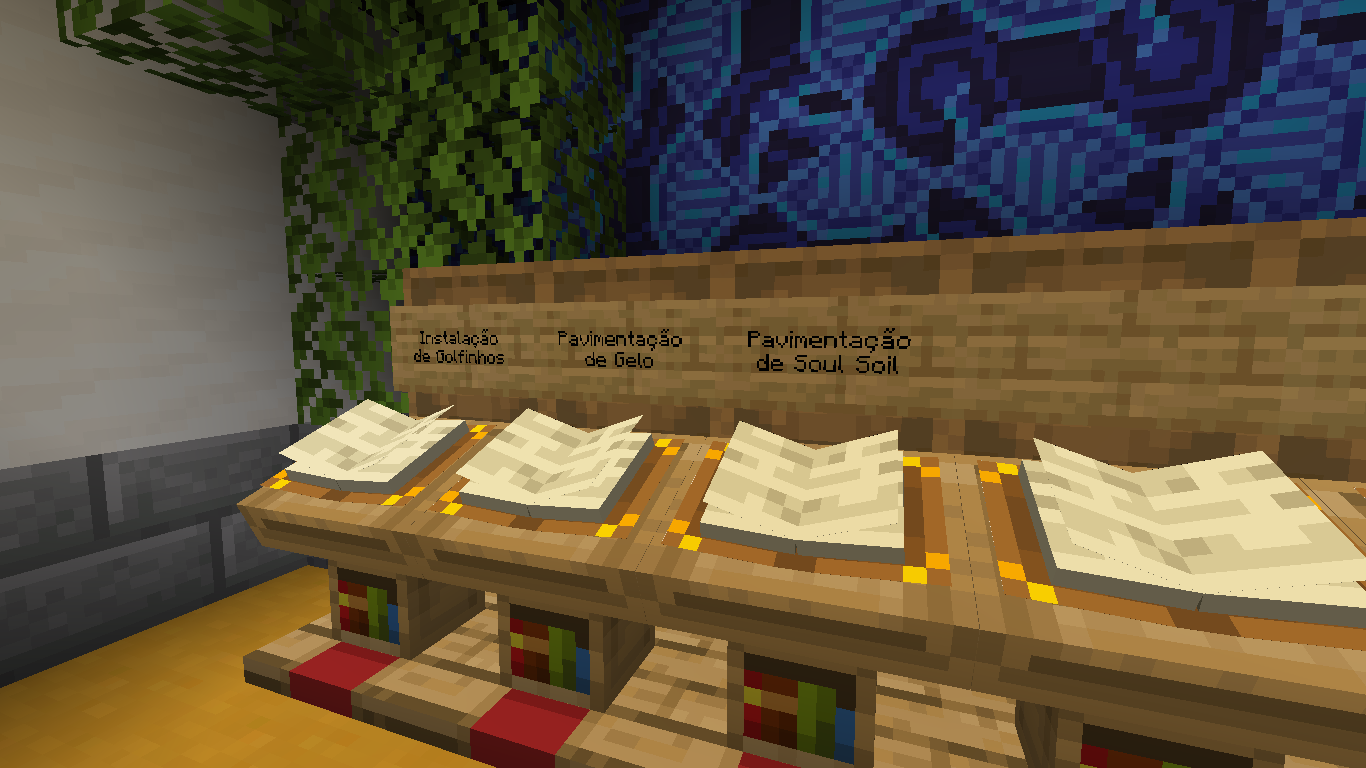 Instalação
de Golfinhos
Pavimentação
de Gelo
Pavimentação
de Soul Soil